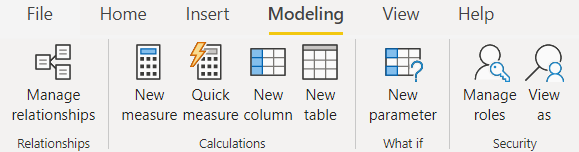 File Home Insert Modeling View Help
Manage relationships
New measure
Quick measure
New column
New table
New parameter
Manage roles
View as
Relationships Calculations What if Security